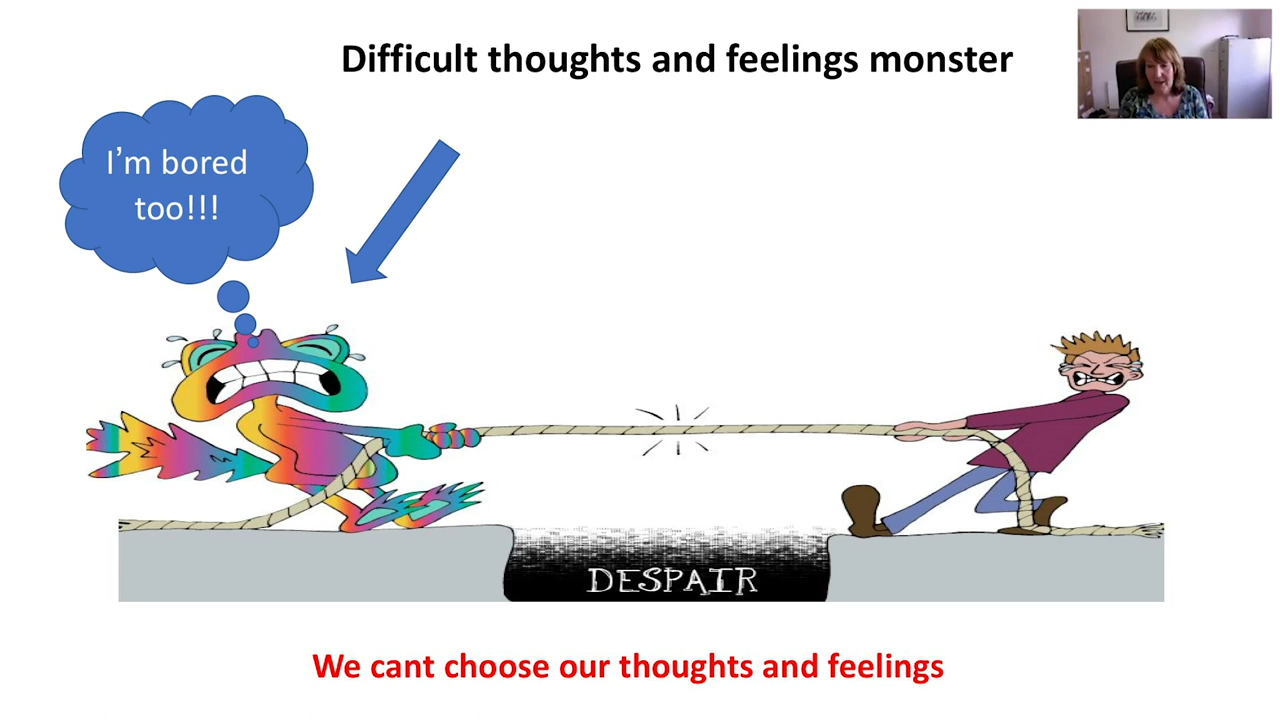 Difficult thoughts and feelings monster
I’m bored
too!!!
DESPAIR
We cant choose our thoughts and feelings